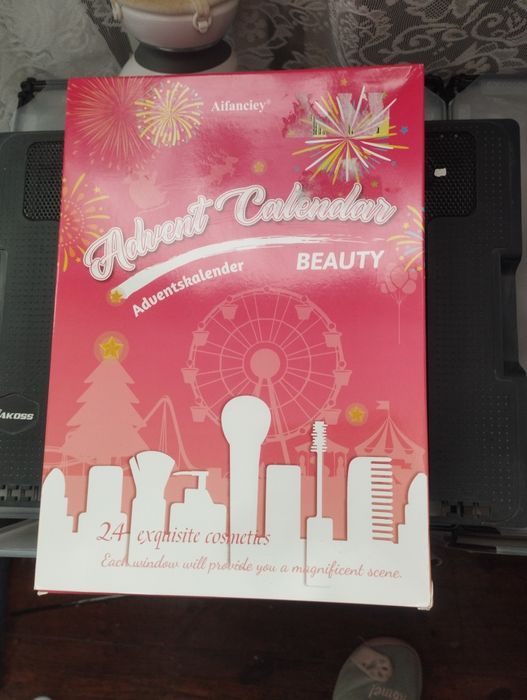 Aifanciey®
Advent Calendar
Adventskalender
BEAUTY
AKOSS
24 exquisite cosmetics
Each window will provide you a magnificent scene.